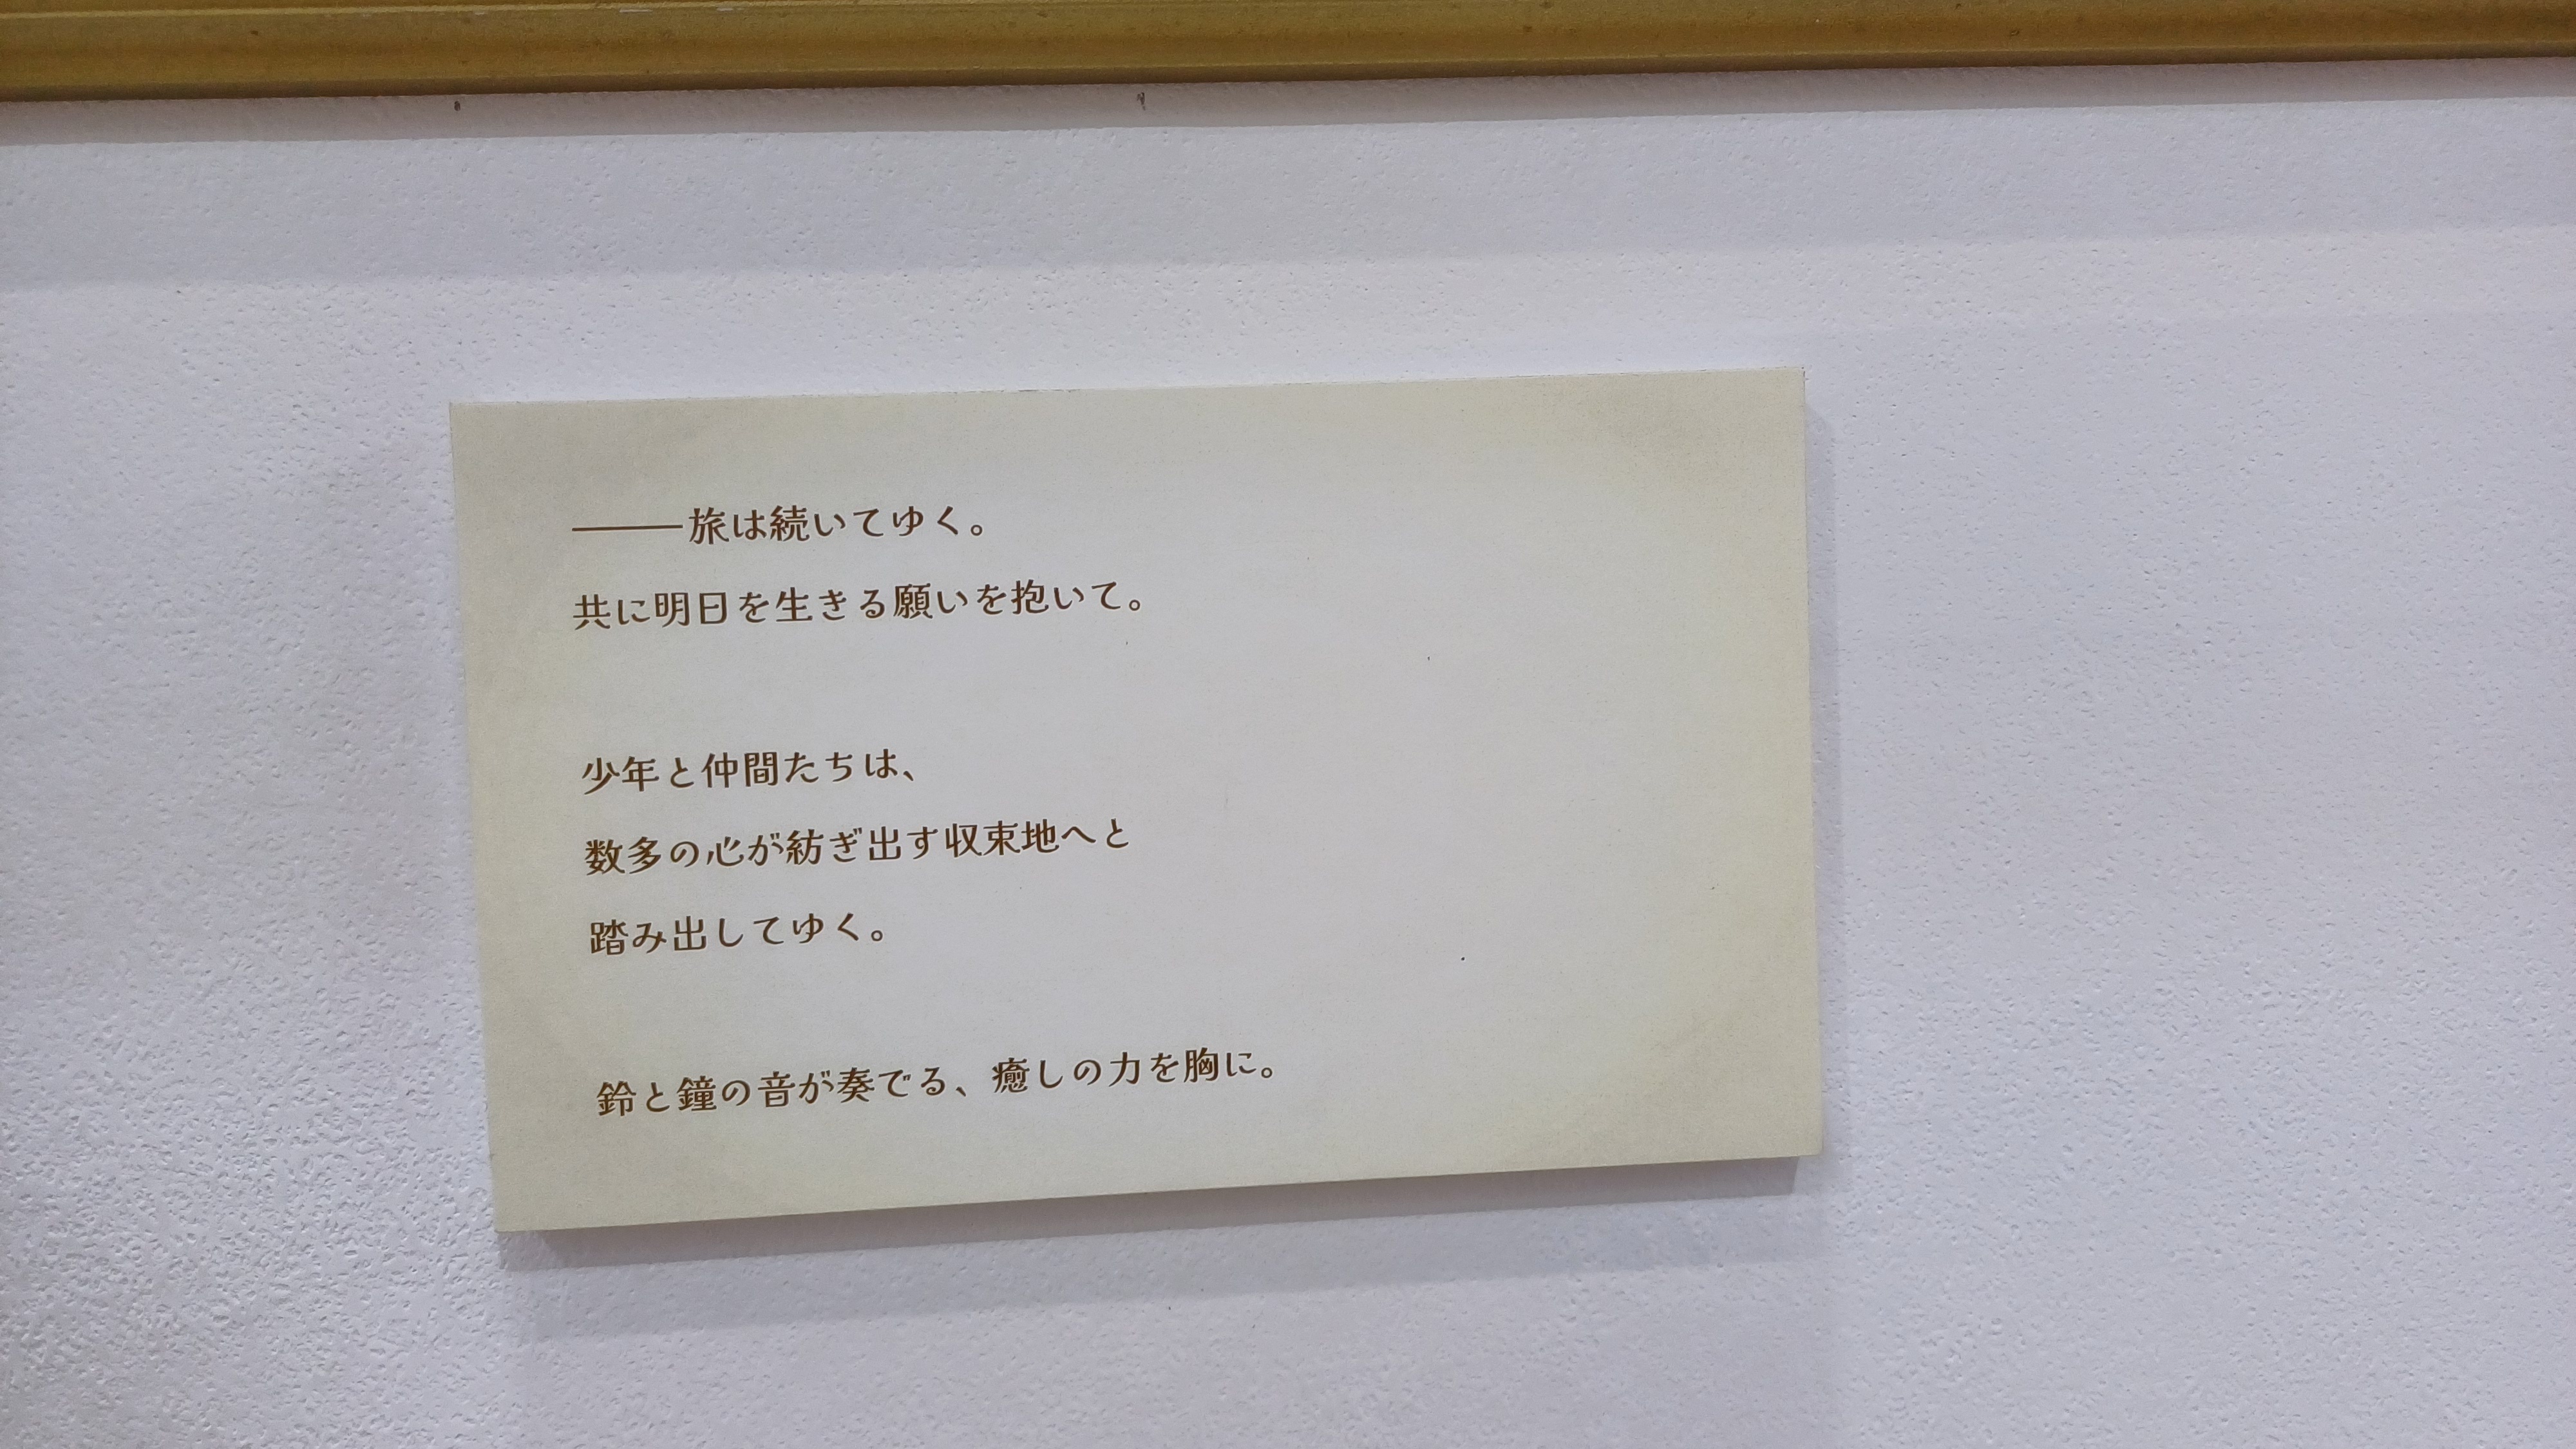 ―――旅は続いてゆく。
共に明日を生きる願いを抱いて。
少年と仲間たちは、
数多の心が紡ぎ出す収束地へと
踏み出してゆく。
鈴と鐘の音が奏でる、癒しの力を胸に。